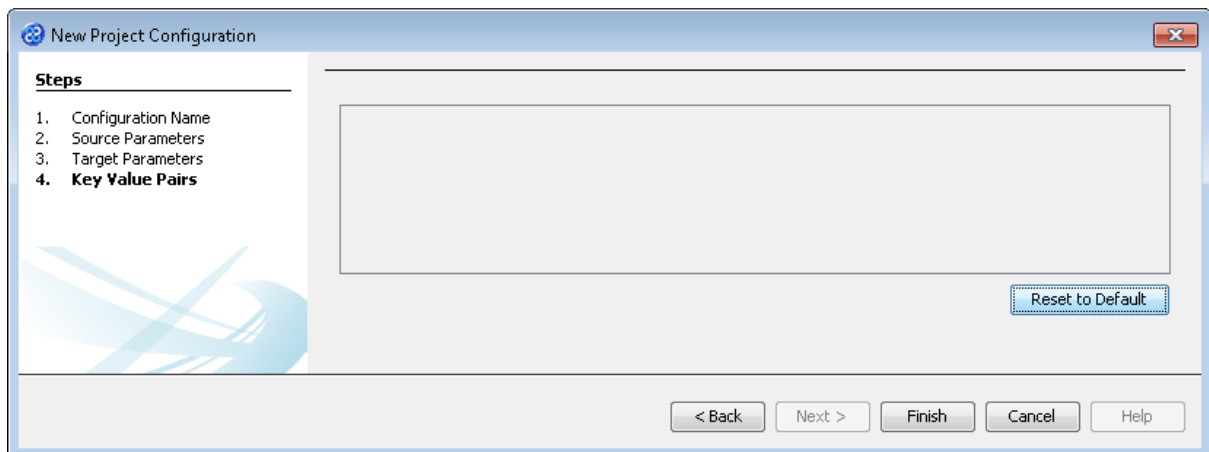 New Project Configuration
Steps
1. Configuration Name
2. Source Parameters
3. Target Parameters
4. Key Value Pairs
Reset to Default
< Back Next > Finish Cancel Help